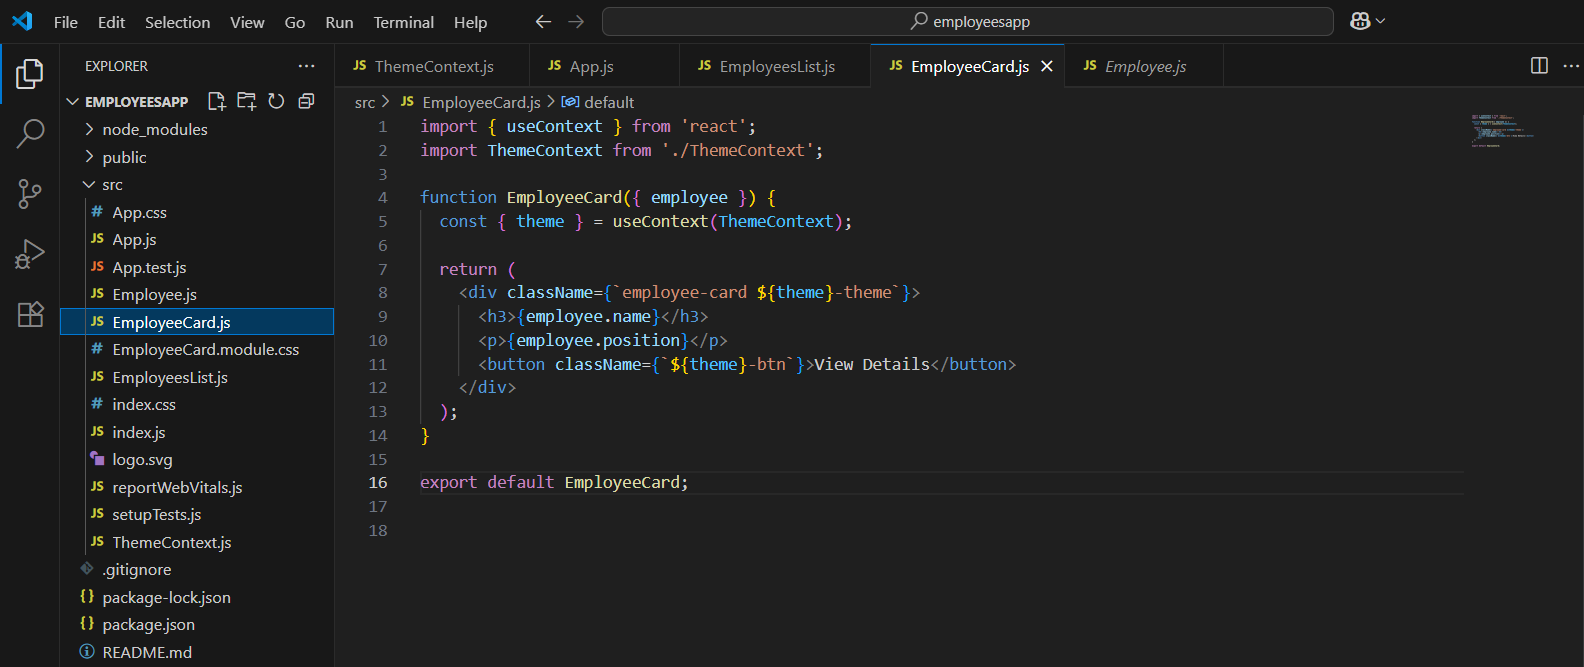 File Edit Selection View Go Run Terminal Help employeesapp
EXPLORER
EMPLOYEESAPP
node_modules
public
src
# App.css
JS App.js
JS App.test.js
JS Employee.js
JS EmployeeCard.js
# EmployeeCard.module.css
JS EmployeesList.js
# index.css
JS index.js
logo.svg
JS reportWebVitals.js
JS setupTests.js
JS ThemeContext.js
.gitignore
{} package-lock.json
{} package.json
README.md
JS ThemeContext.js JS App.js JS EmployeesList.js JS EmployeeCard.js JS Employee.js
src > JS EmployeeCard.js > default
1 import { useContext } from 'react';
2 import ThemeContext from './ThemeContext';
3
4 function EmployeeCard({ employee }) {
5 const { theme } = useContext(ThemeContext);
6
7 return (
8 <div className={`employee-card ${theme}-theme`}>
9 <h3>{employee.name}</h3>
10 <p>{employee.position}</p>
11 <button className={`${theme}-btn`}>View Details</button>
12 </div>
13 );
14 }
15
16 export default EmployeeCard;
17
18